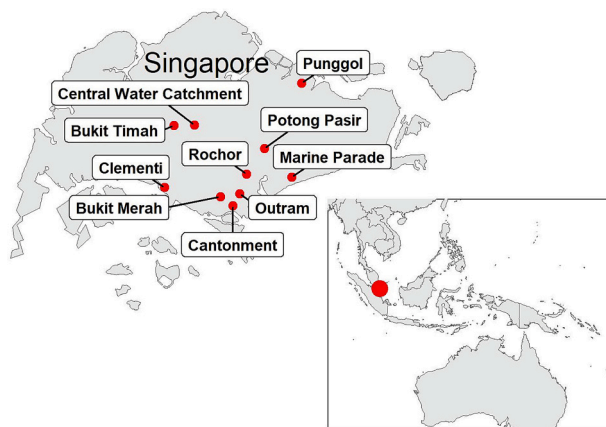 Singapore
Punggol
Central Water Catchment
Bukit Timah
Potong Pasir
Rochor
Marine Parade
Clementi
Bukit Merah
Outram
Cantonment